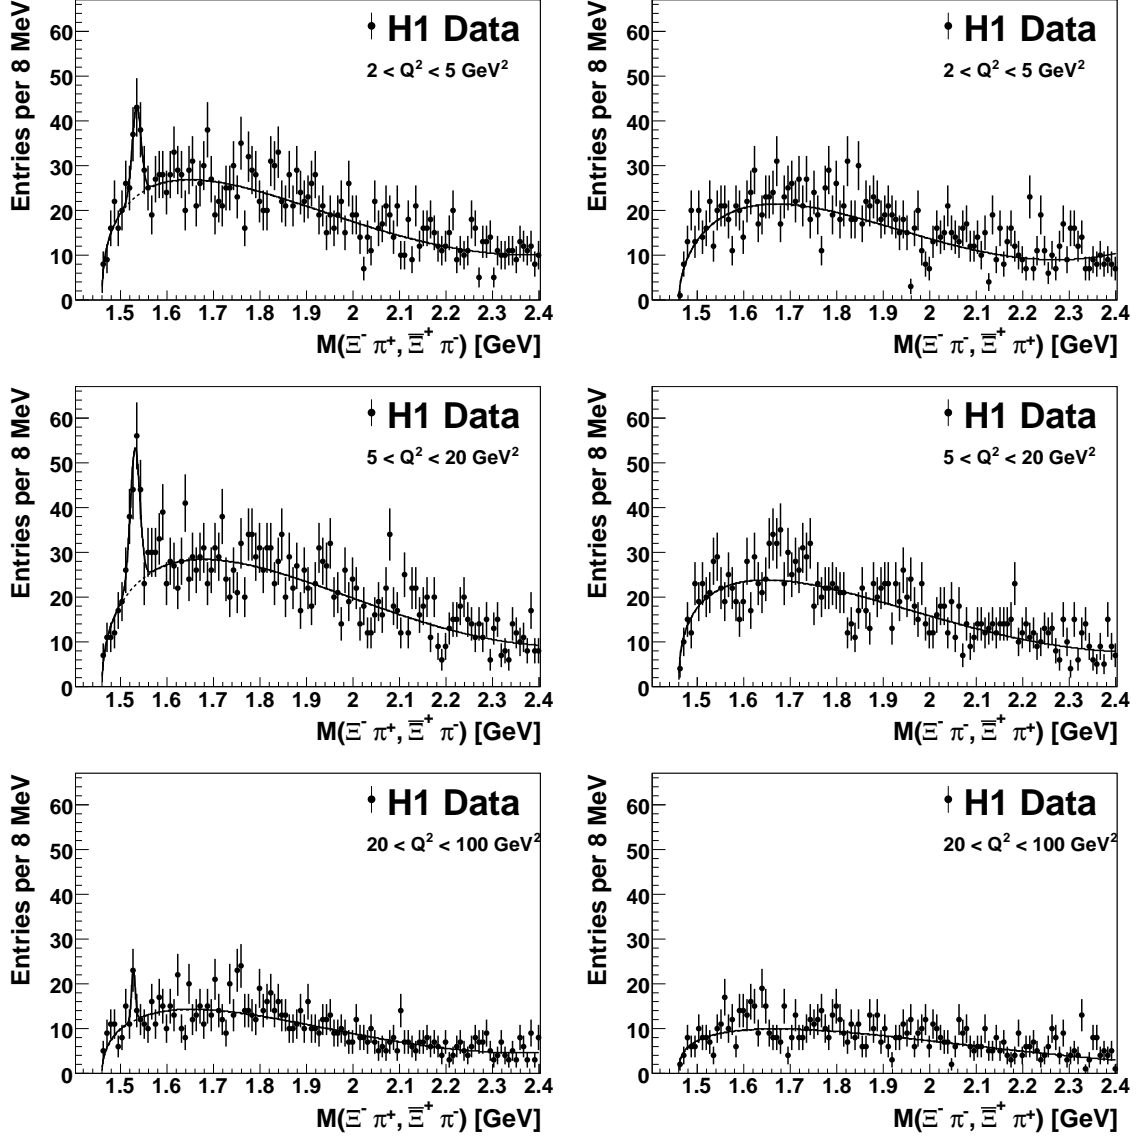 Entries per 8 MeV
60
50
40
30
20
10
0
H1 Data
2 < Q² < 5 GeV²
1.5 1.6 1.7 1.8 1.9 2 2.1 2.2 2.3 2.4
M(Ξ⁻ π⁺, Ξ̅⁺ π⁻) [GeV]
Entries per 8 MeV
60
50
40
30
20
10
0
H1 Data
2 < Q² < 5 GeV²
1.5 1.6 1.7 1.8 1.9 2 2.1 2.2 2.3 2.4
M(Ξ⁻ π⁻, Ξ̅⁺ π⁺) [GeV]
Entries per 8 MeV
60
50
40
30
20
10
0
H1 Data
5 < Q² < 20 GeV²
1.5 1.6 1.7 1.8 1.9 2 2.1 2.2 2.3 2.4
M(Ξ⁻ π⁺, Ξ̅⁺ π⁻) [GeV]
Entries per 8 MeV
60
50
40
30
20
10
0
H1 Data
5 < Q² < 20 GeV²
1.5 1.6 1.7 1.8 1.9 2 2.1 2.2 2.3 2.4
M(Ξ⁻ π⁻, Ξ̅⁺ π⁺) [GeV]
Entries per 8 MeV
60
50
40
30
20
10
0
H1 Data
20 < Q² < 100 GeV²
1.5 1.6 1.7 1.8 1.9 2 2.1 2.2 2.3 2.4
M(Ξ⁻ π⁺, Ξ̅⁺ π⁻) [GeV]
Entries per 8 MeV
60
50
40
30
20
10
0
H1 Data
20 < Q² < 100 GeV²
1.5 1.6 1.7 1.8 1.9 2 2.1 2.2 2.3 2.4
M(Ξ⁻ π⁻, Ξ̅⁺ π⁺) [GeV]